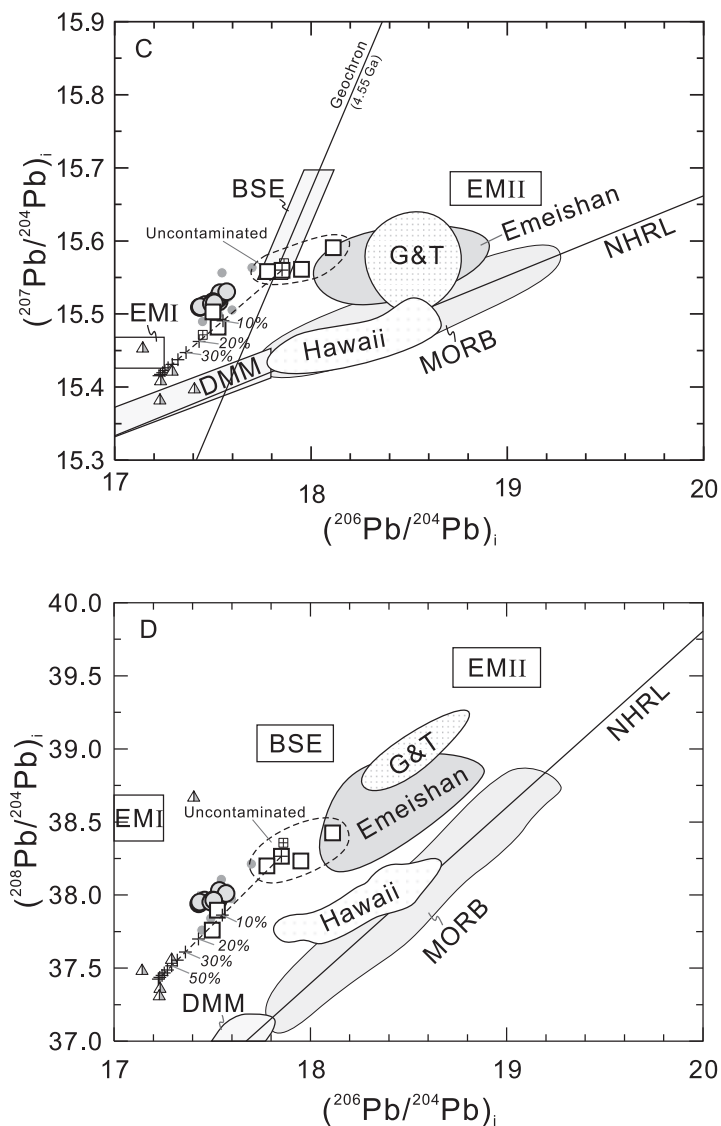 C
15.9
15.8
15.7
15.6
15.5
15.4
15.3
(²⁰⁷Pb/²⁰⁴Pb)ᵢ
Geochron
(4.55 Ga)
BSE
EMII
Uncontaminated
Emeishan
G&T
NHRL
EMI
10%
20%
30%
Hawaii
MORB
DMM
17
18
19
20
(²⁰⁶Pb/²⁰⁴Pb)ᵢ
D
40.0
39.5
39.0
38.5
38.0
37.5
37.0
(²⁰⁸Pb/²⁰⁴Pb)ᵢ
EMII
NHRL
BSE
G&T
EMI
Uncontaminated
Emeishan
Hawaii
10%
20%
30%
50%
MORB
DMM
17
18
19
20
(²⁰⁶Pb/²⁰⁴Pb)ᵢ